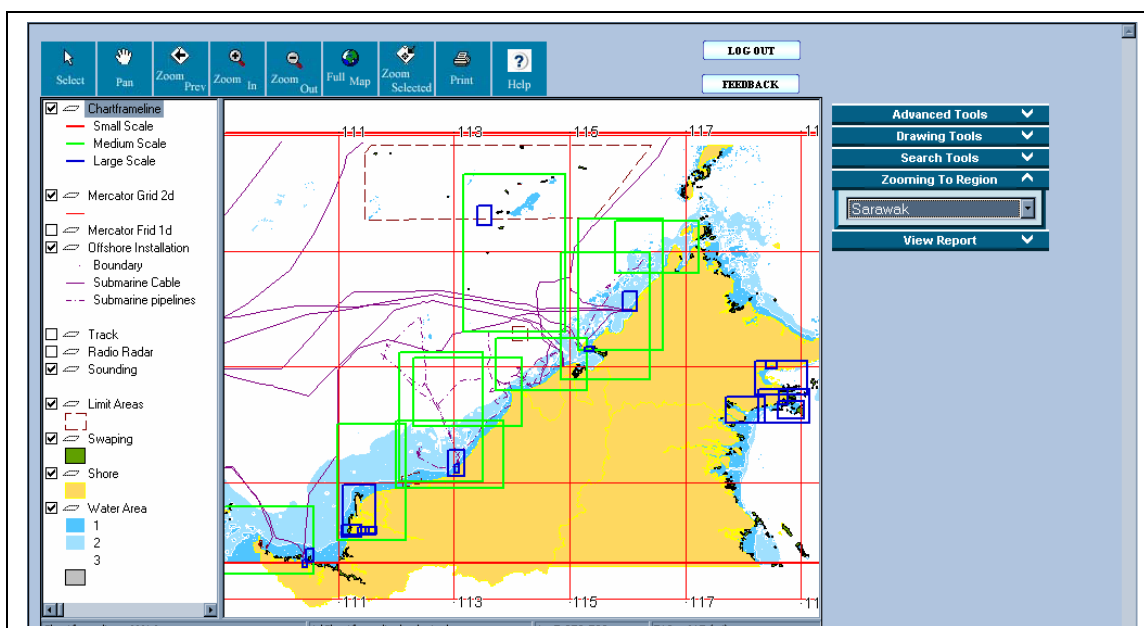 LOG OUT
Select
Pan
Zoom Prev
Zoom In
Zoom Out
Full Map
Zoom Selected
Print
?
Help
FEEDBACK
Chartframeline
Small Scale
Medium Scale
Large Scale
Mercator Grid 2d
Mercator Frid 1d
Offshore Installation
Boundary
Submarine Cable
Submarine pipelines
Track
Radio Radar
Sounding
Limit Areas
Swaping
Shore
Water Area
1
2
3
111 113 115 117 11
111 113 115 117 11
Advanced Tools
Drawing Tools
Search Tools
Zooming To Region
Sarawak
View Report